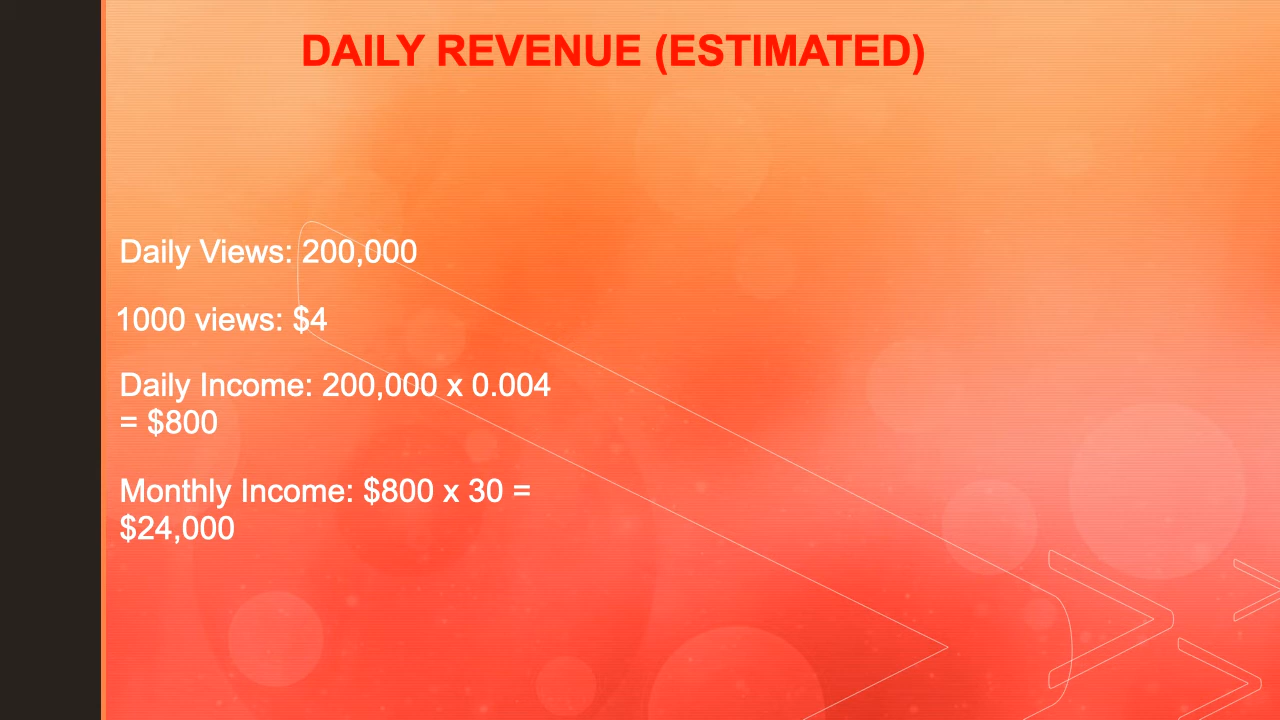 DAILY REVENUE (ESTIMATED)
Daily Views: 200,000
1000 views: $4
Daily Income: 200,000 x 0.004
= $800
Monthly Income: $800 x 30 =
$24,000